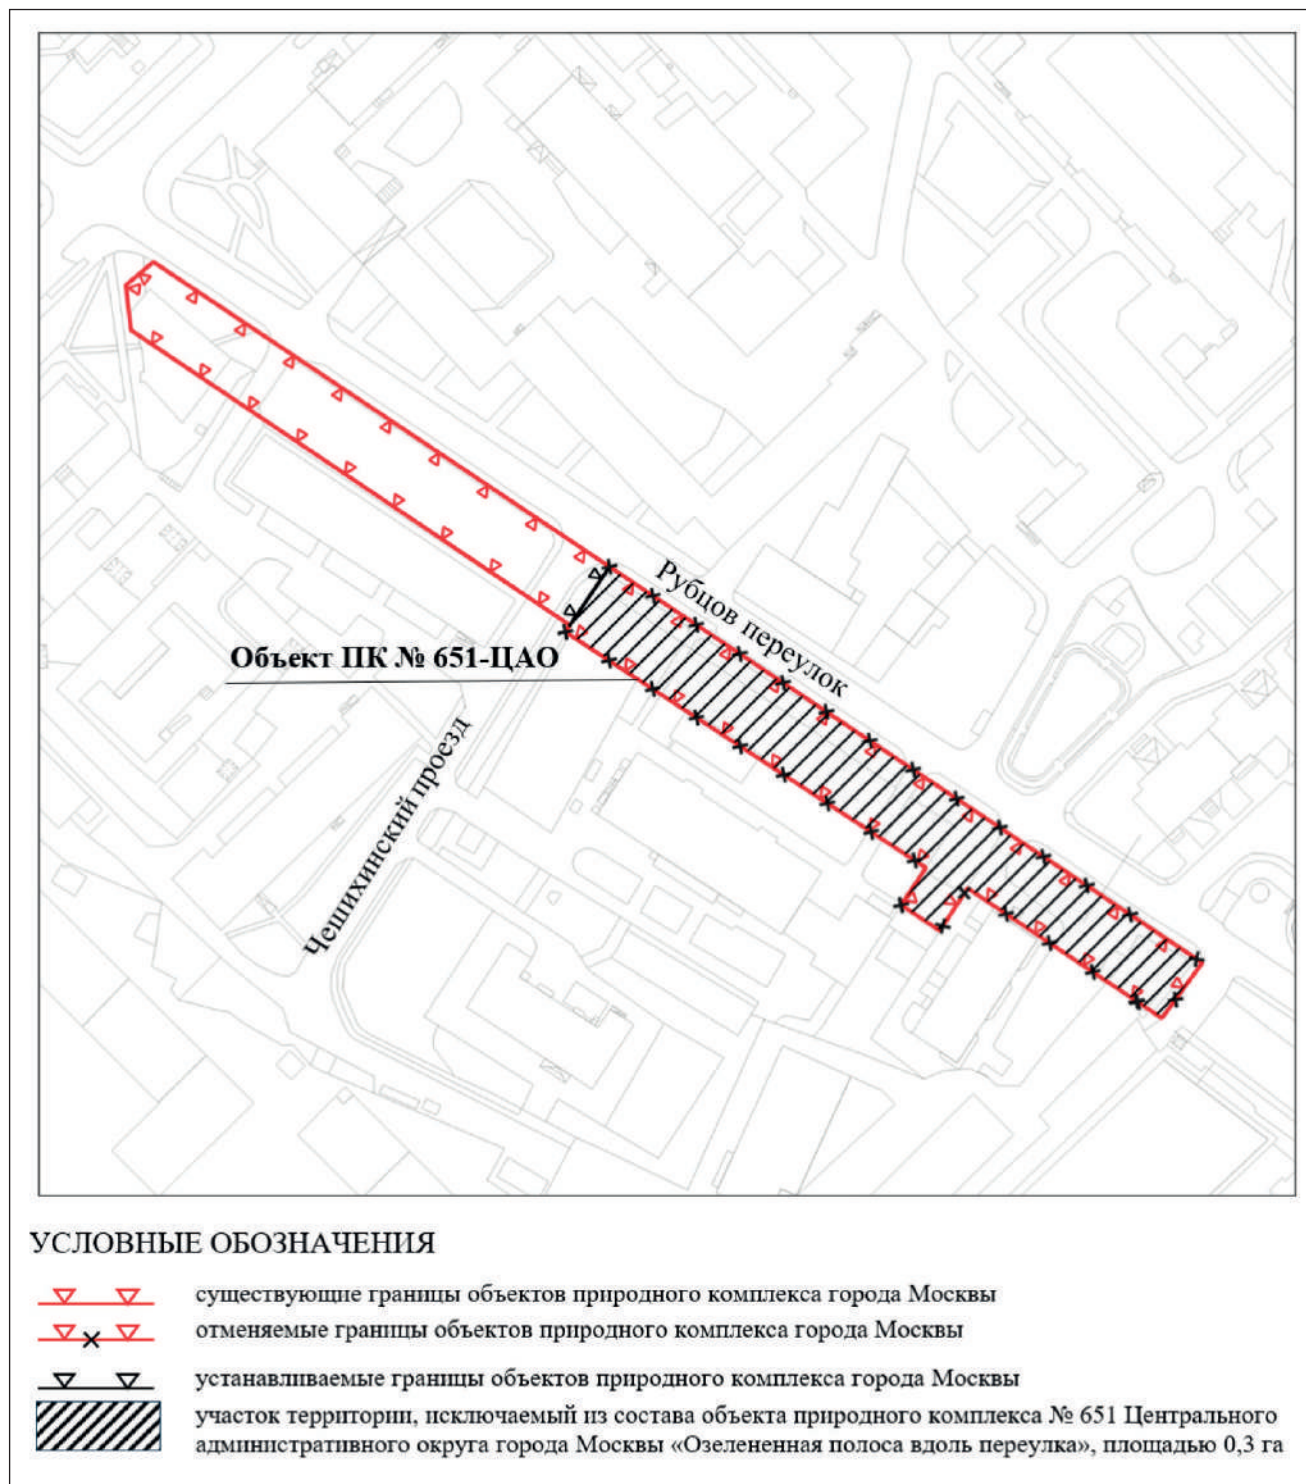 Рубцов переулок
Объект ПК № 651-ЦАО
Чешихинский проезд
УСЛОВНЫЕ ОБОЗНАЧЕНИЯ
существующие границы объектов природного комплекса города Москвы
отменяемые границы объектов природного комплекса города Москвы
устанавливаемые границы объектов природного комплекса города Москвы
участок территории, исключаемый из состава объекта природного комплекса № 651 Центрального
административного округа города Москвы «Озелененная полоса вдоль переулка», площадью 0,3 га